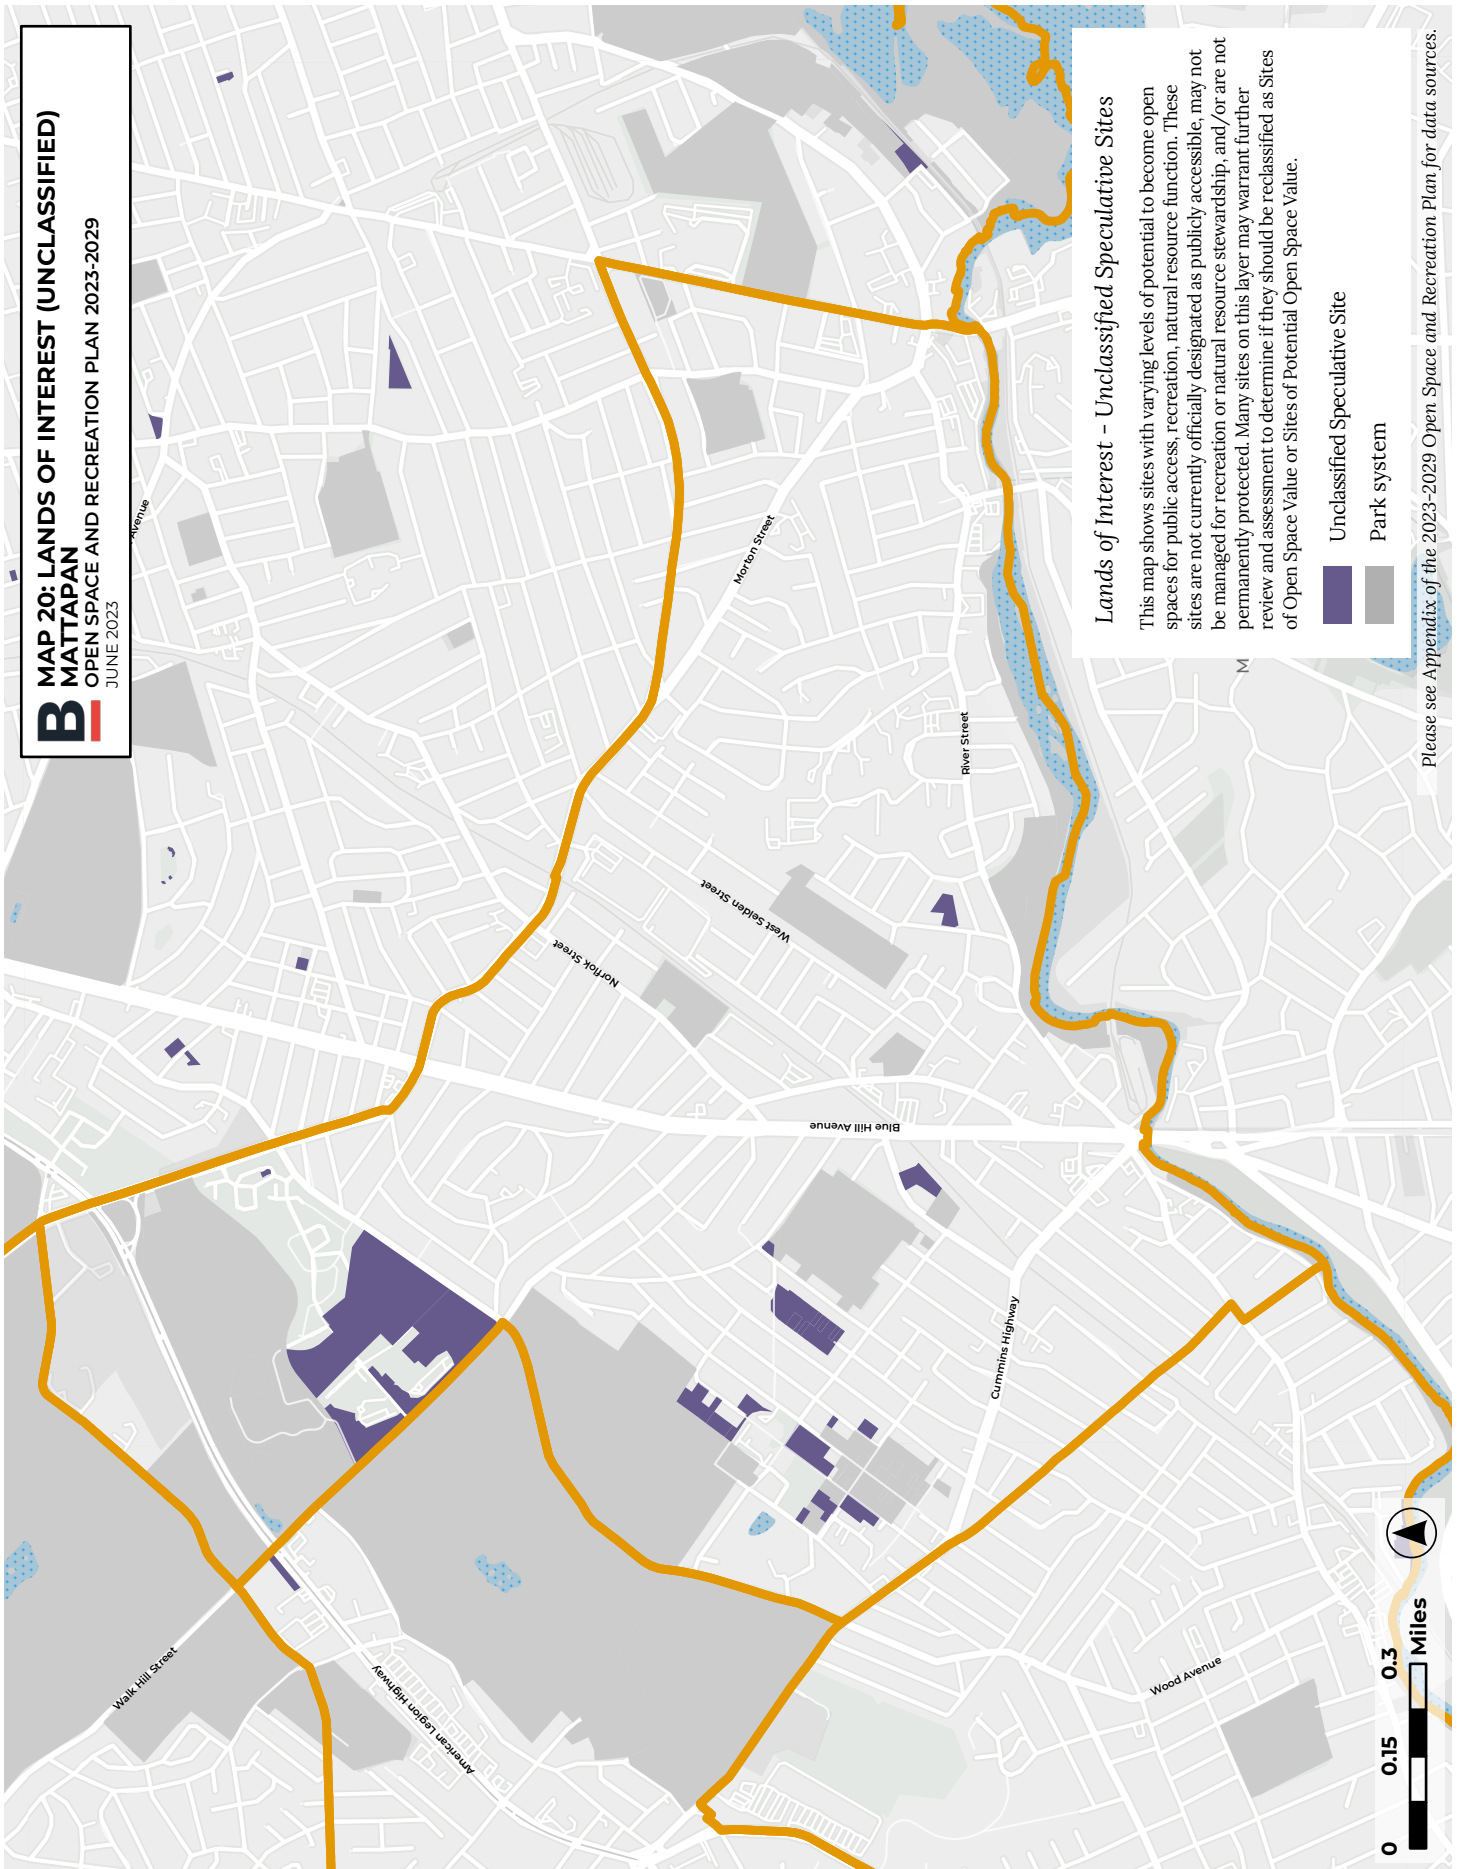 B
MAP 20: LANDS OF INTEREST (UNCLASSIFIED)
MATTAPAN
OPEN SPACE AND RECREATION PLAN 2023-2029
JUNE 2023
Avenue
Morton Street
River Street
West Selden Street
Norflok Street
Blue Hill Avenue
Cummins Highway
Walk Hill Street
American Legion Highway
Wood Avenue
M
Lands of Interest - Unclassified Speculative Sites
This map shows sites with varying levels of potential to become open
spaces for public access, recreation, natural resource function. These
sites are not currently officially designated as publicly accessible, may not
be managed for recreation or natural resource stewardship, and/or are not
permanently protected. Many sites on this layer may warrant further
review and assessment to determine if they should be reclassified as Sites
of Open Space Value or Sites of Potential Open Space Value.
Unclassified Speculative Site
Park system
0 0.15 0.3
Miles
Please see Appendix of the 2023-2029 Open Space and Recreation Plan for data sources.